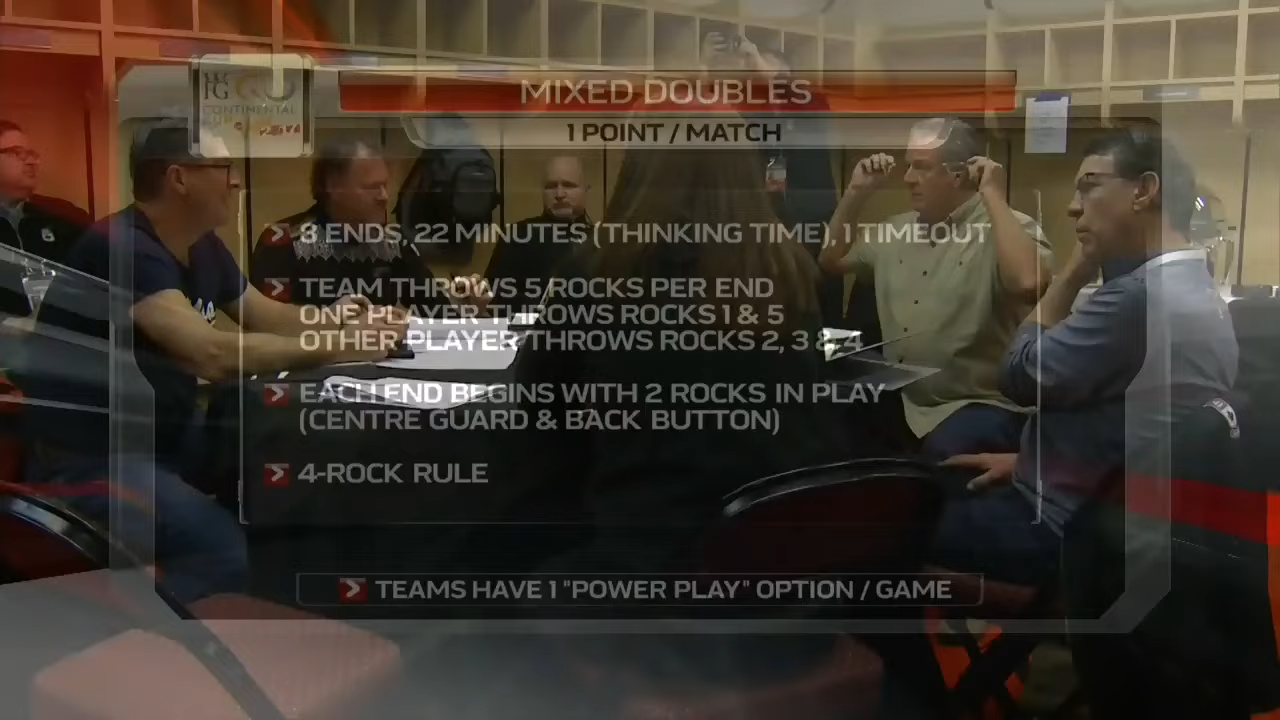 MIXED DOUBLES
CONTINENTAL
1 POINT / MATCH
8 ENDS, 22 MINUTES (THINKING TIME), 1 TIMEOUT
TEAM THROWS 5 ROCKS PER END
ONE PLAYER THROWS ROCKS 1 & 5
OTHER PLAYER THROWS ROCKS 2, 3 & 4
EACH END BEGINS WITH 2 ROCKS IN PLAY
(CENTRE GUARD & BACK BUTTON)
4-ROCK RULE
TEAMS HAVE 1 "POWER PLAY" OPTION / GAME